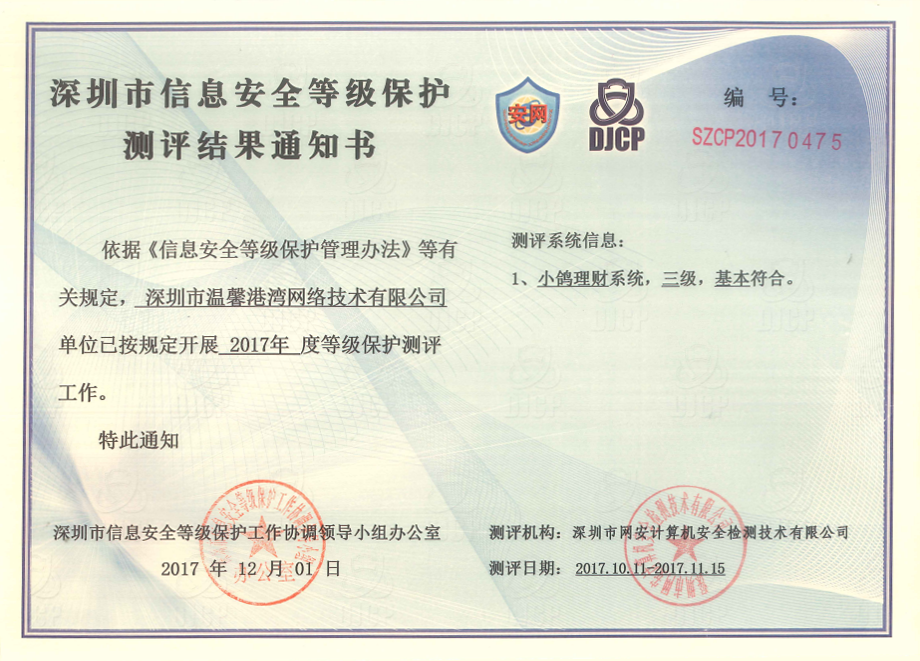 深圳市信息安全等级保护
测评结果通知书
安网
DJCP
编 号：
SZCP20170475
依据《信息安全等级保护管理办法》等有
关规定， 深圳市温馨港湾网络技术有限公司
单位已按规定开展 2017年 度等级保护测评
工作。
特此通知
测评系统信息：
1、小鸽理财系统，三级，基本符合。
深圳市信息安全等级保护工作协调领导小组办公室
2017 年 12 月 01 日
办公室
测评机构： 深圳市网安计算机安全检测技术有限公司
测评日期： 2017.10.11-2017.11.15